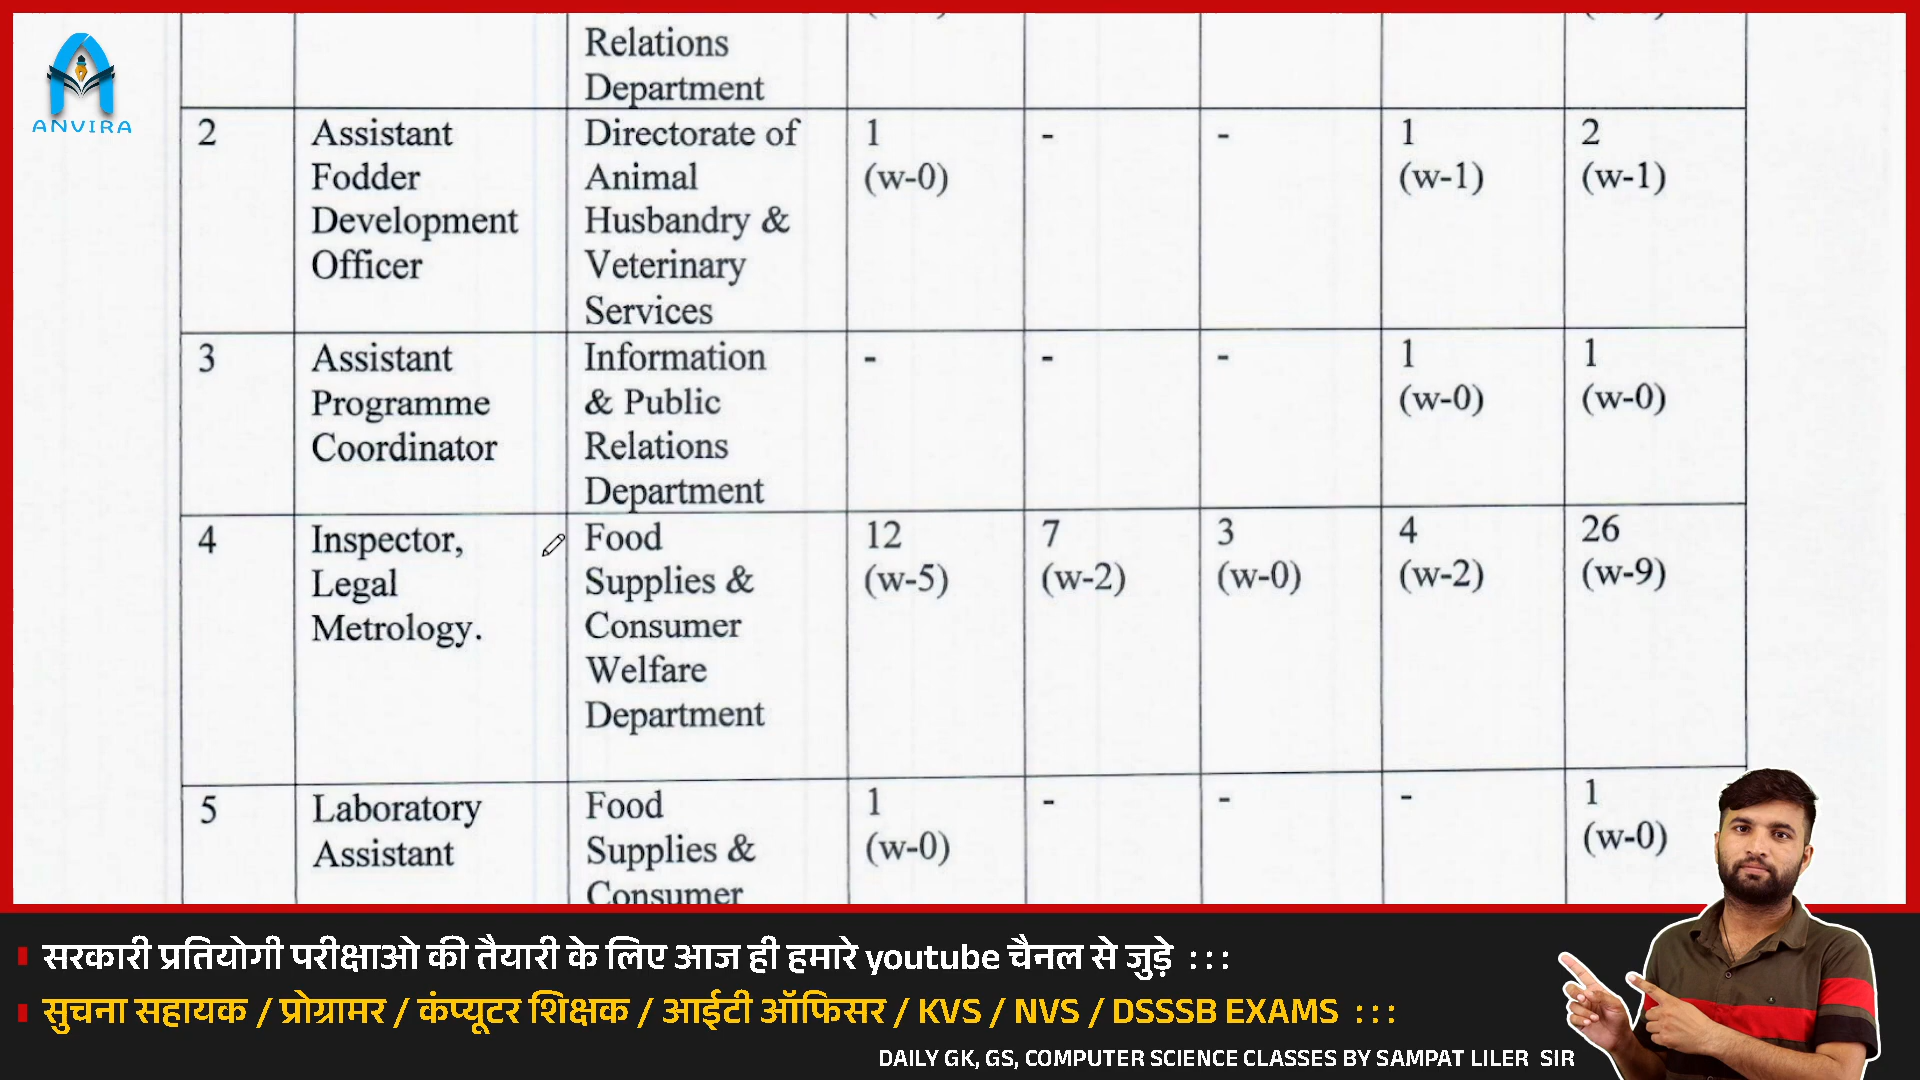 ANVIRA
Relations
Department
2 Assistant Directorate of 1 - - 1 2
Fodder Animal (w-0) (w-1) (w-1)
Development Husbandry &
Officer Veterinary
Services
3 Assistant Information - - - 1 1
Programme & Public (w-0) (w-0)
Coordinator Relations
Department
4 Inspector, Food 12 7 3 4 26
Legal Supplies & (w-5) (w-2) (w-0) (w-2) (w-9)
Metrology. Consumer
Welfare
Department
5 Laboratory Food 1 - - - 1
Assistant Supplies & (w-0) (w-0)
Consumer
सरकारी प्रतियोगी परीक्षाओ की तैयारी के लिए आज ही हमारे youtube चैनल से जुड़े :::
सुचना सहायक / प्रोग्रामर / कंप्यूटर शिक्षक / आईटी ऑफिसर / KVS / NVS / DSSSB EXAMS :::
DAILY GK, GS, COMPUTER SCIENCE CLASSES BY SAMPAT LILER SIR